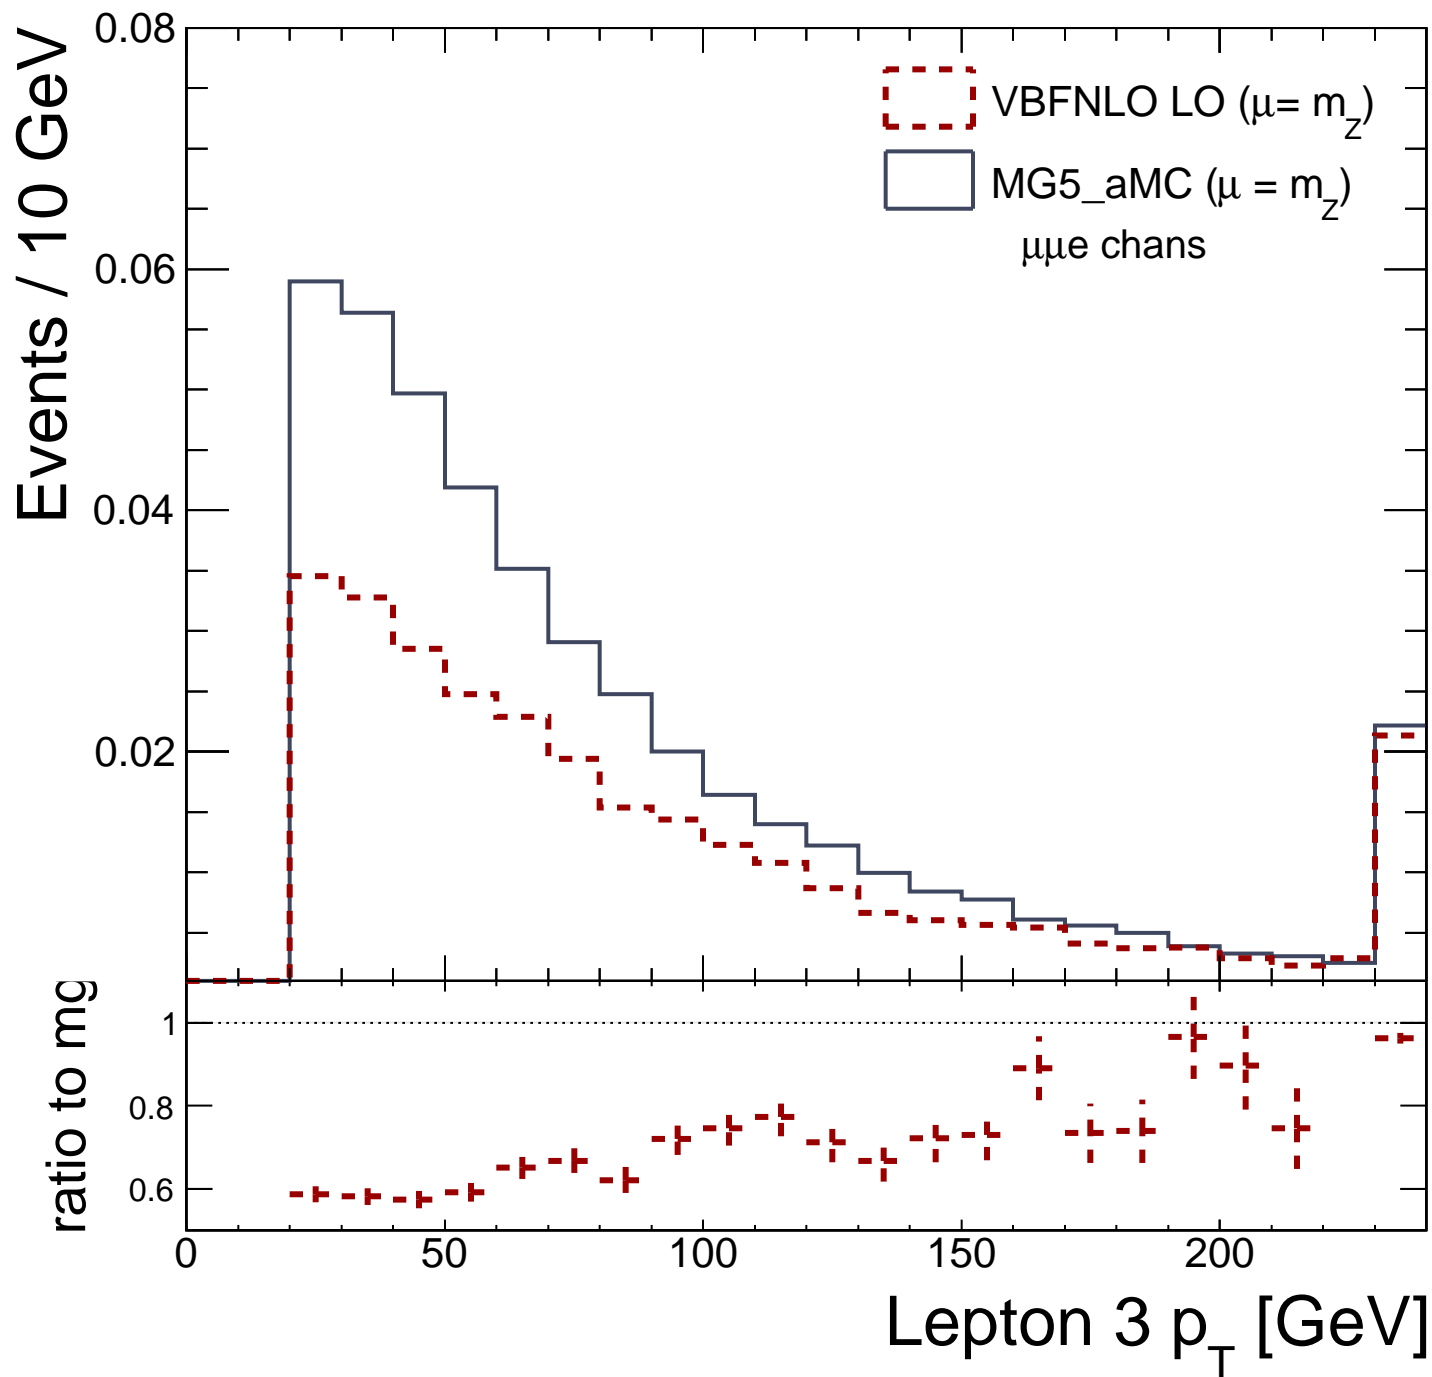 0.08
0.06
0.04
0.02
Events / 10 GeV
VBFNLO LO (μ= m_Z)
MG5_aMC (μ = m_Z)
μμe chans
ratio to mg
1
0.8
0.6
0 50 100 150 200
Lepton 3 p_T [GeV]